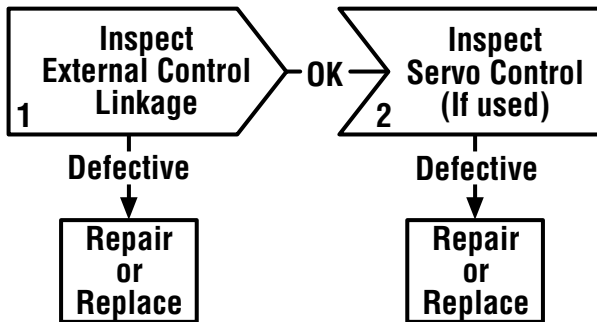 Inspect
External Control
Linkage
1
OK
Inspect
Servo Control
(If used)
2
Defective
Defective
Repair
or
Replace
Repair
or
Replace